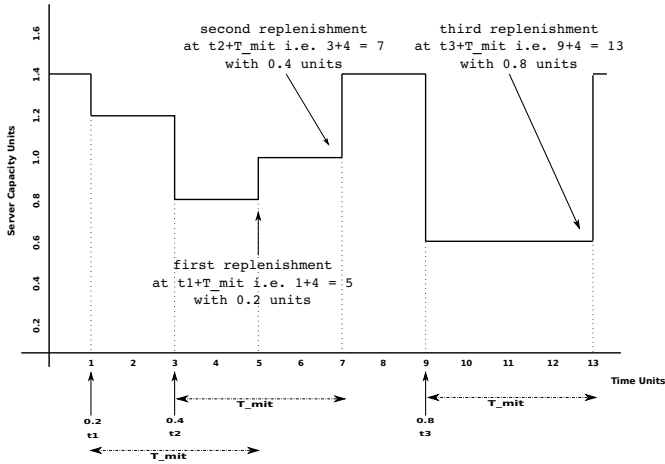 second replenishment
at t2+T_mit i.e. 3+4 = 7
with 0.4 units
third replenishment
at t3+T_mit i.e. 9+4 = 13
with 0.8 units
Server Capacity Units
1.6
1.4
1.2
1.0
0.8
0.6
0.4
0.2
first replenishment
at t1+T_mit i.e. 1+4 = 5
with 0.2 units
1 2 3 4 5 6 7 8 9 10 11 12 13
Time Units
0.2
t1
0.4
t2
0.8
t3
T_mit
T_mit
T_mit